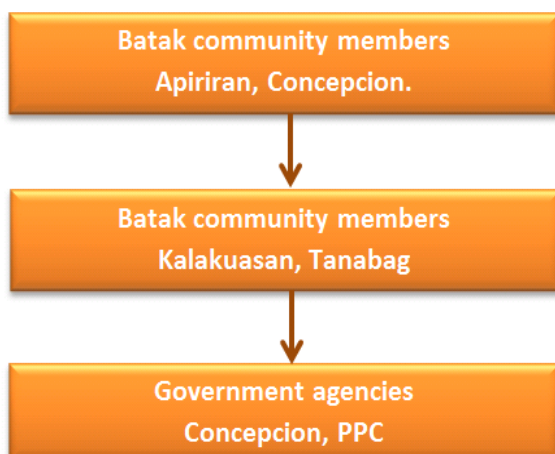 Batak community members
Apiriran, Concepcion.
Batak community members
Kalakuasan, Tanabag
Government agencies
Concepcion, PPC